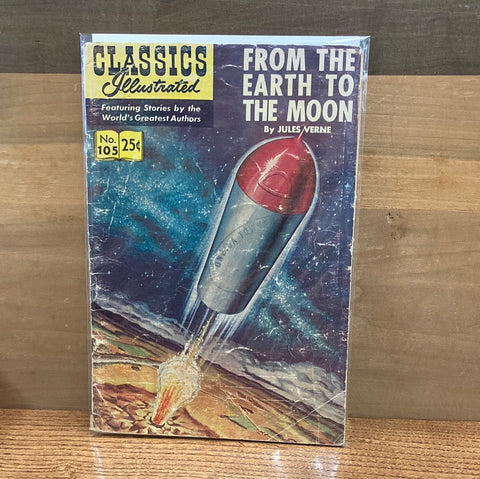 CLASSICS
Illustrated
Featuring Stories by the
World's Greatest Authors
No.
105
25¢
FROM THE
EARTH TO
THE MOON
By JULES VERNE